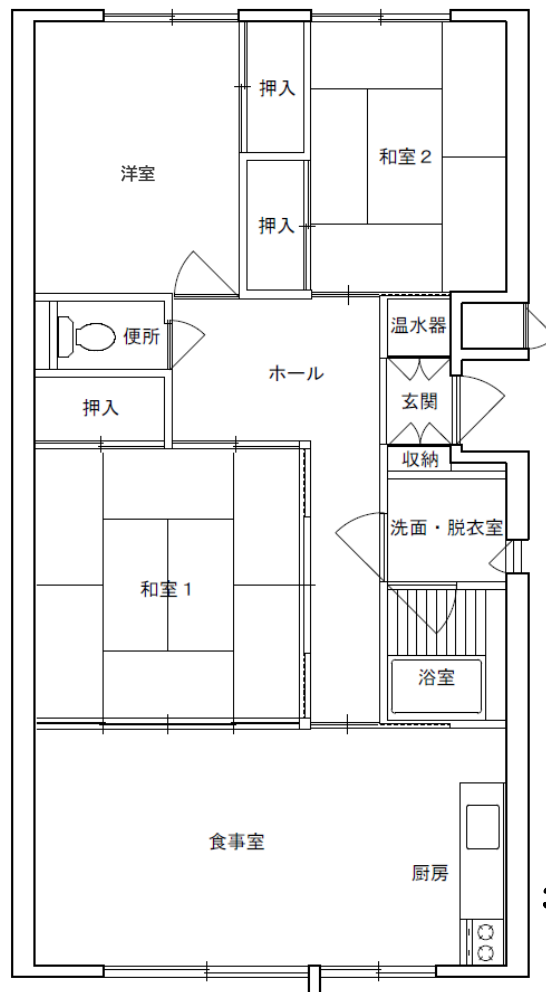 押入
和室２
洋室
押入
温水器
便所
ホール
玄関
押入
収納
洗面・脱衣室
和室１
浴室
食事室
厨房